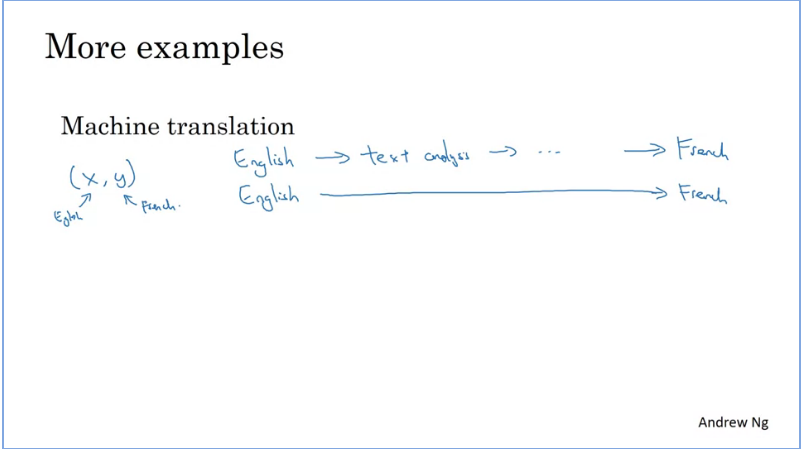 More examples
Machine translation
English → text analysis → ... → French
(x, y)
English → French
English French.
Andrew Ng